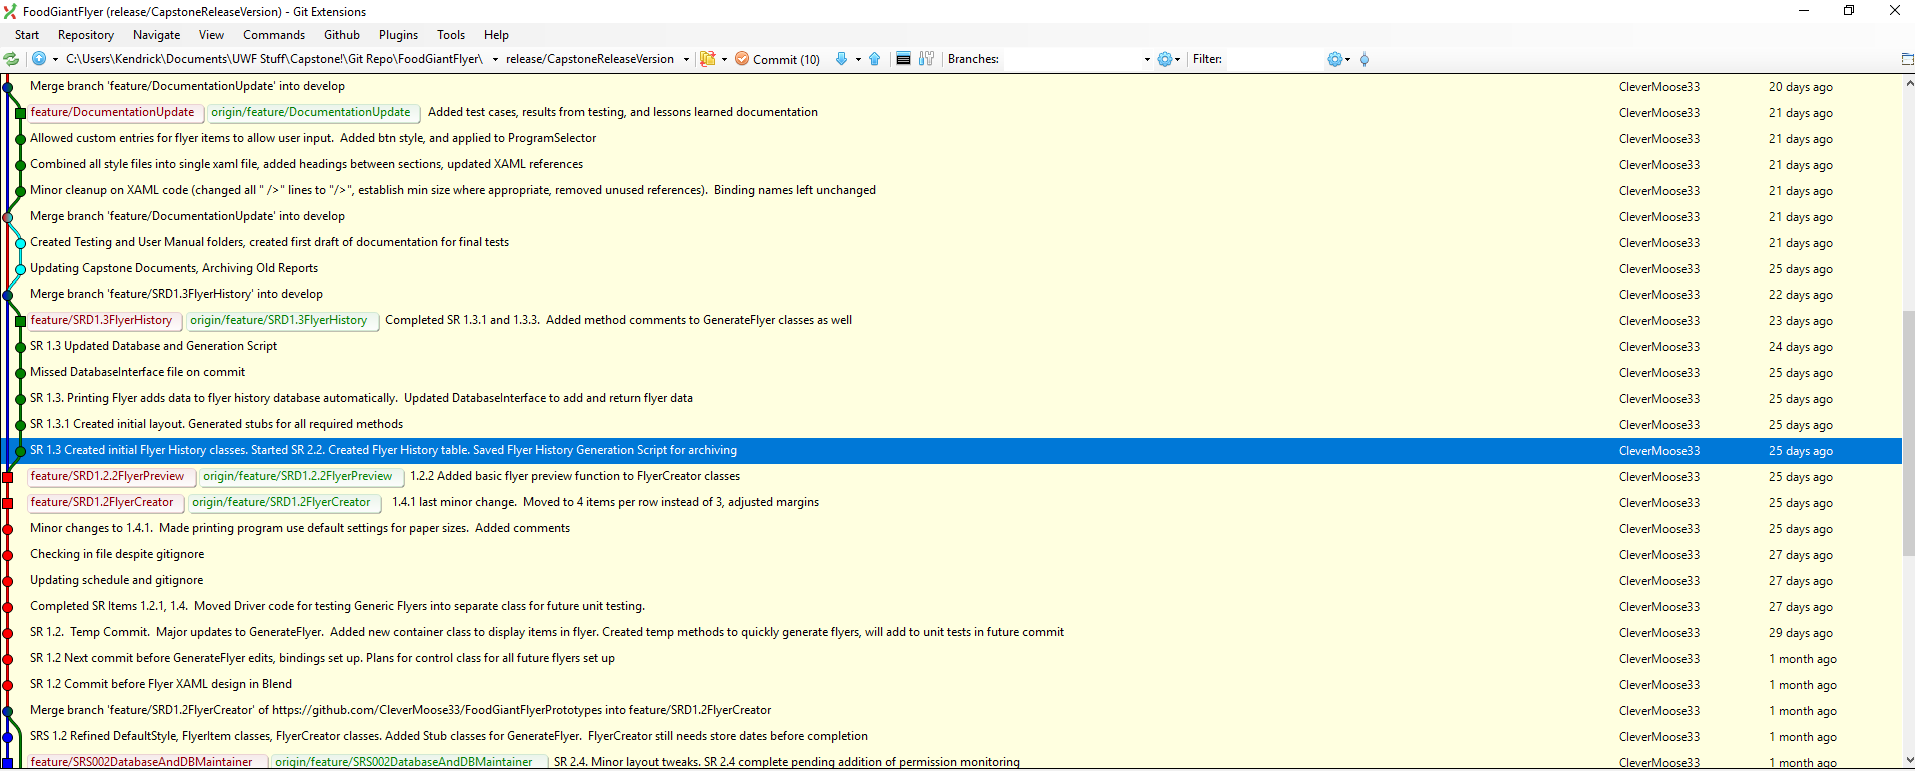 FoodGiantFlyer (release/CapstoneReleaseVersion) - Git Extensions
Start Repository Navigate View Commands Github Plugins Tools Help
C:\Users\Kendrick\Documents\UWF Stuff\Capstone!\Git Repo\FoodGiantFlyer\ release/CapstoneReleaseVersion Commit (10) Branches: Filter:
Merge branch 'feature/DocumentationUpdate' into develop CleverMoose33 20 days ago
feature/DocumentationUpdate origin/feature/DocumentationUpdate Added test cases, results from testing, and lessons learned documentation CleverMoose33 21 days ago
Allowed custom entries for flyer items to allow user input.  Added btn style, and applied to ProgramSelector CleverMoose33 21 days ago
Combined all style files into single xaml file, added headings between sections, updated XAML references CleverMoose33 21 days ago
Minor cleanup on XAML code (changed all " />" lines to "/>", establish min size where appropriate, removed unused references).  Binding names left unchanged CleverMoose33 21 days ago
Merge branch 'feature/DocumentationUpdate' into develop CleverMoose33 21 days ago
Created Testing and User Manual folders, created first draft of documentation for final tests CleverMoose33 21 days ago
Updating Capstone Documents, Archiving Old Reports CleverMoose33 25 days ago
Merge branch 'feature/SRD1.3FlyerHistory' into develop CleverMoose33 22 days ago
feature/SRD1.3FlyerHistory origin/feature/SRD1.3FlyerHistory Completed SR 1.3.1 and 1.3.3.  Added method comments to GenerateFlyer classes as well CleverMoose33 23 days ago
SR 1.3 Updated Database and Generation Script CleverMoose33 24 days ago
Missed DatabaseInterface file on commit CleverMoose33 25 days ago
SR 1.3. Printing Flyer adds data to flyer history database automatically.  Updated DatabaseInterface to add and return flyer data CleverMoose33 25 days ago
SR 1.3.1 Created initial layout. Generated stubs for all required methods CleverMoose33 25 days ago
SR 1.3 Created initial Flyer History classes. Started SR 2.2. Created Flyer History table. Saved Flyer History Generation Script for archiving CleverMoose33 25 days ago
feature/SRD1.2.2FlyerPreview origin/feature/SRD1.2.2FlyerPreview 1.2.2 Added basic flyer preview function to FlyerCreator classes CleverMoose33 25 days ago
feature/SRD1.2FlyerCreator origin/feature/SRD1.2FlyerCreator 1.4.1 last minor change.  Moved to 4 items per row instead of 3, adjusted margins CleverMoose33 25 days ago
Minor changes to 1.4.1.  Made printing program use default settings for paper sizes.  Added comments CleverMoose33 25 days ago
Checking in file despite gitignore CleverMoose33 27 days ago
Updating schedule and gitignore CleverMoose33 27 days ago
Completed SR Items 1.2.1, 1.4.  Moved Driver code for testing Generic Flyers into separate class for future unit testing. CleverMoose33 27 days ago
SR 1.2.  Temp Commit.  Major updates to GenerateFlyer.  Added new container class to display items in flyer. Created temp methods to quickly generate flyers, will add to unit tests in future commit CleverMoose33 29 days ago
SR 1.2 Next commit before GenerateFlyer edits, bindings set up. Plans for control class for all future flyers set up CleverMoose33 1 month ago
SR 1.2 Commit before Flyer XAML design in Blend CleverMoose33 1 month ago
Merge branch 'feature/SRD1.2FlyerCreator' of https://github.com/CleverMoose33/FoodGiantFlyerPrototypes into feature/SRD1.2FlyerCreator CleverMoose33 1 month ago
SRS 1.2 Refined DefaultStyle, FlyerItem classes, FlyerCreator classes. Added Stub classes for GenerateFlyer.  FlyerCreator still needs store dates before completion CleverMoose33 1 month ago
feature/SRS002DatabaseAndDBMaintainer origin/feature/SRS002DatabaseAndDBMaintainer SR 2.4. Minor layout tweaks. SR 2.4 complete pending addition of permission monitoring CleverMoose33 1 month ago